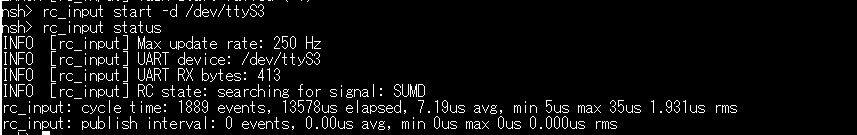 nsh> rc_input start -d /dev/ttyS3
nsh> rc_input status
INFO  [rc_input] Max update rate: 250 Hz
INFO  [rc_input] UART device: /dev/ttyS3
INFO  [rc_input] UART RX bytes: 413
INFO  [rc_input] RC state: searching for signal: SUMD
rc_input: cycle time: 1889 events, 13578us elapsed, 7.19us avg, min 5us max 35us 1.931us rms
rc_input: publish interval: 0 events, 0.00us avg, min 0us max 0us 0.000us rms